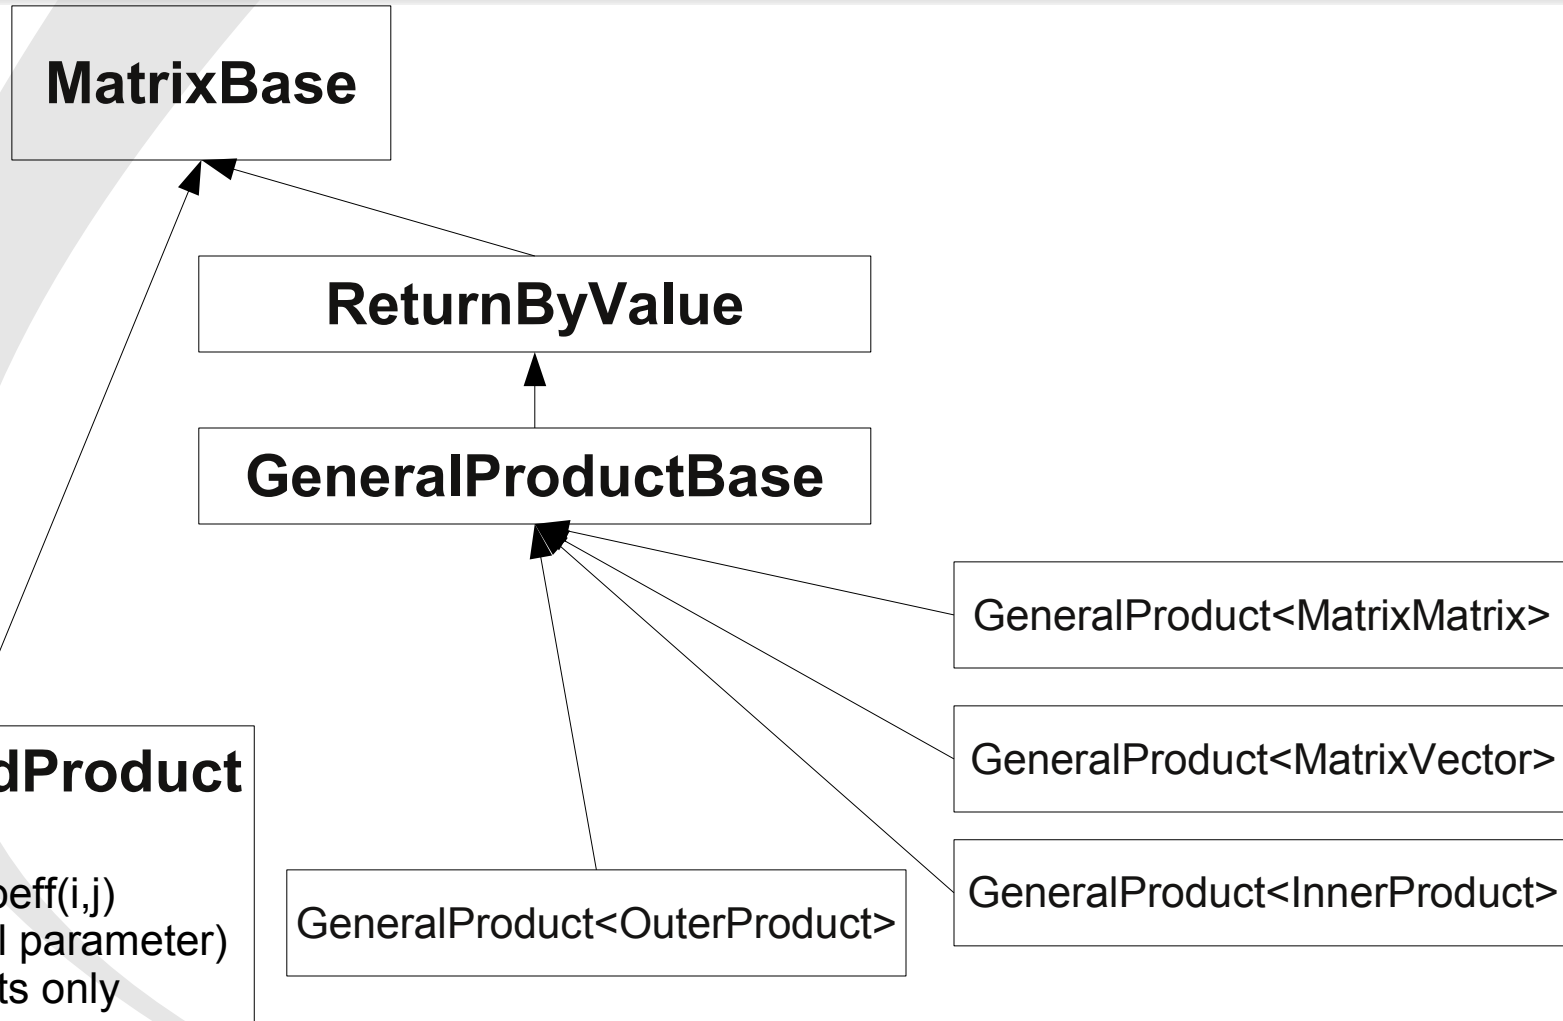 MatrixBase
ReturnByValue
GeneralProductBase
GeneralProduct<MatrixMatrix>
GeneralProduct<MatrixVector>
GeneralProduct<InnerProduct>
GeneralProduct<OuterProduct>
dProduct
oeff(i,j)
l parameter)
ts only